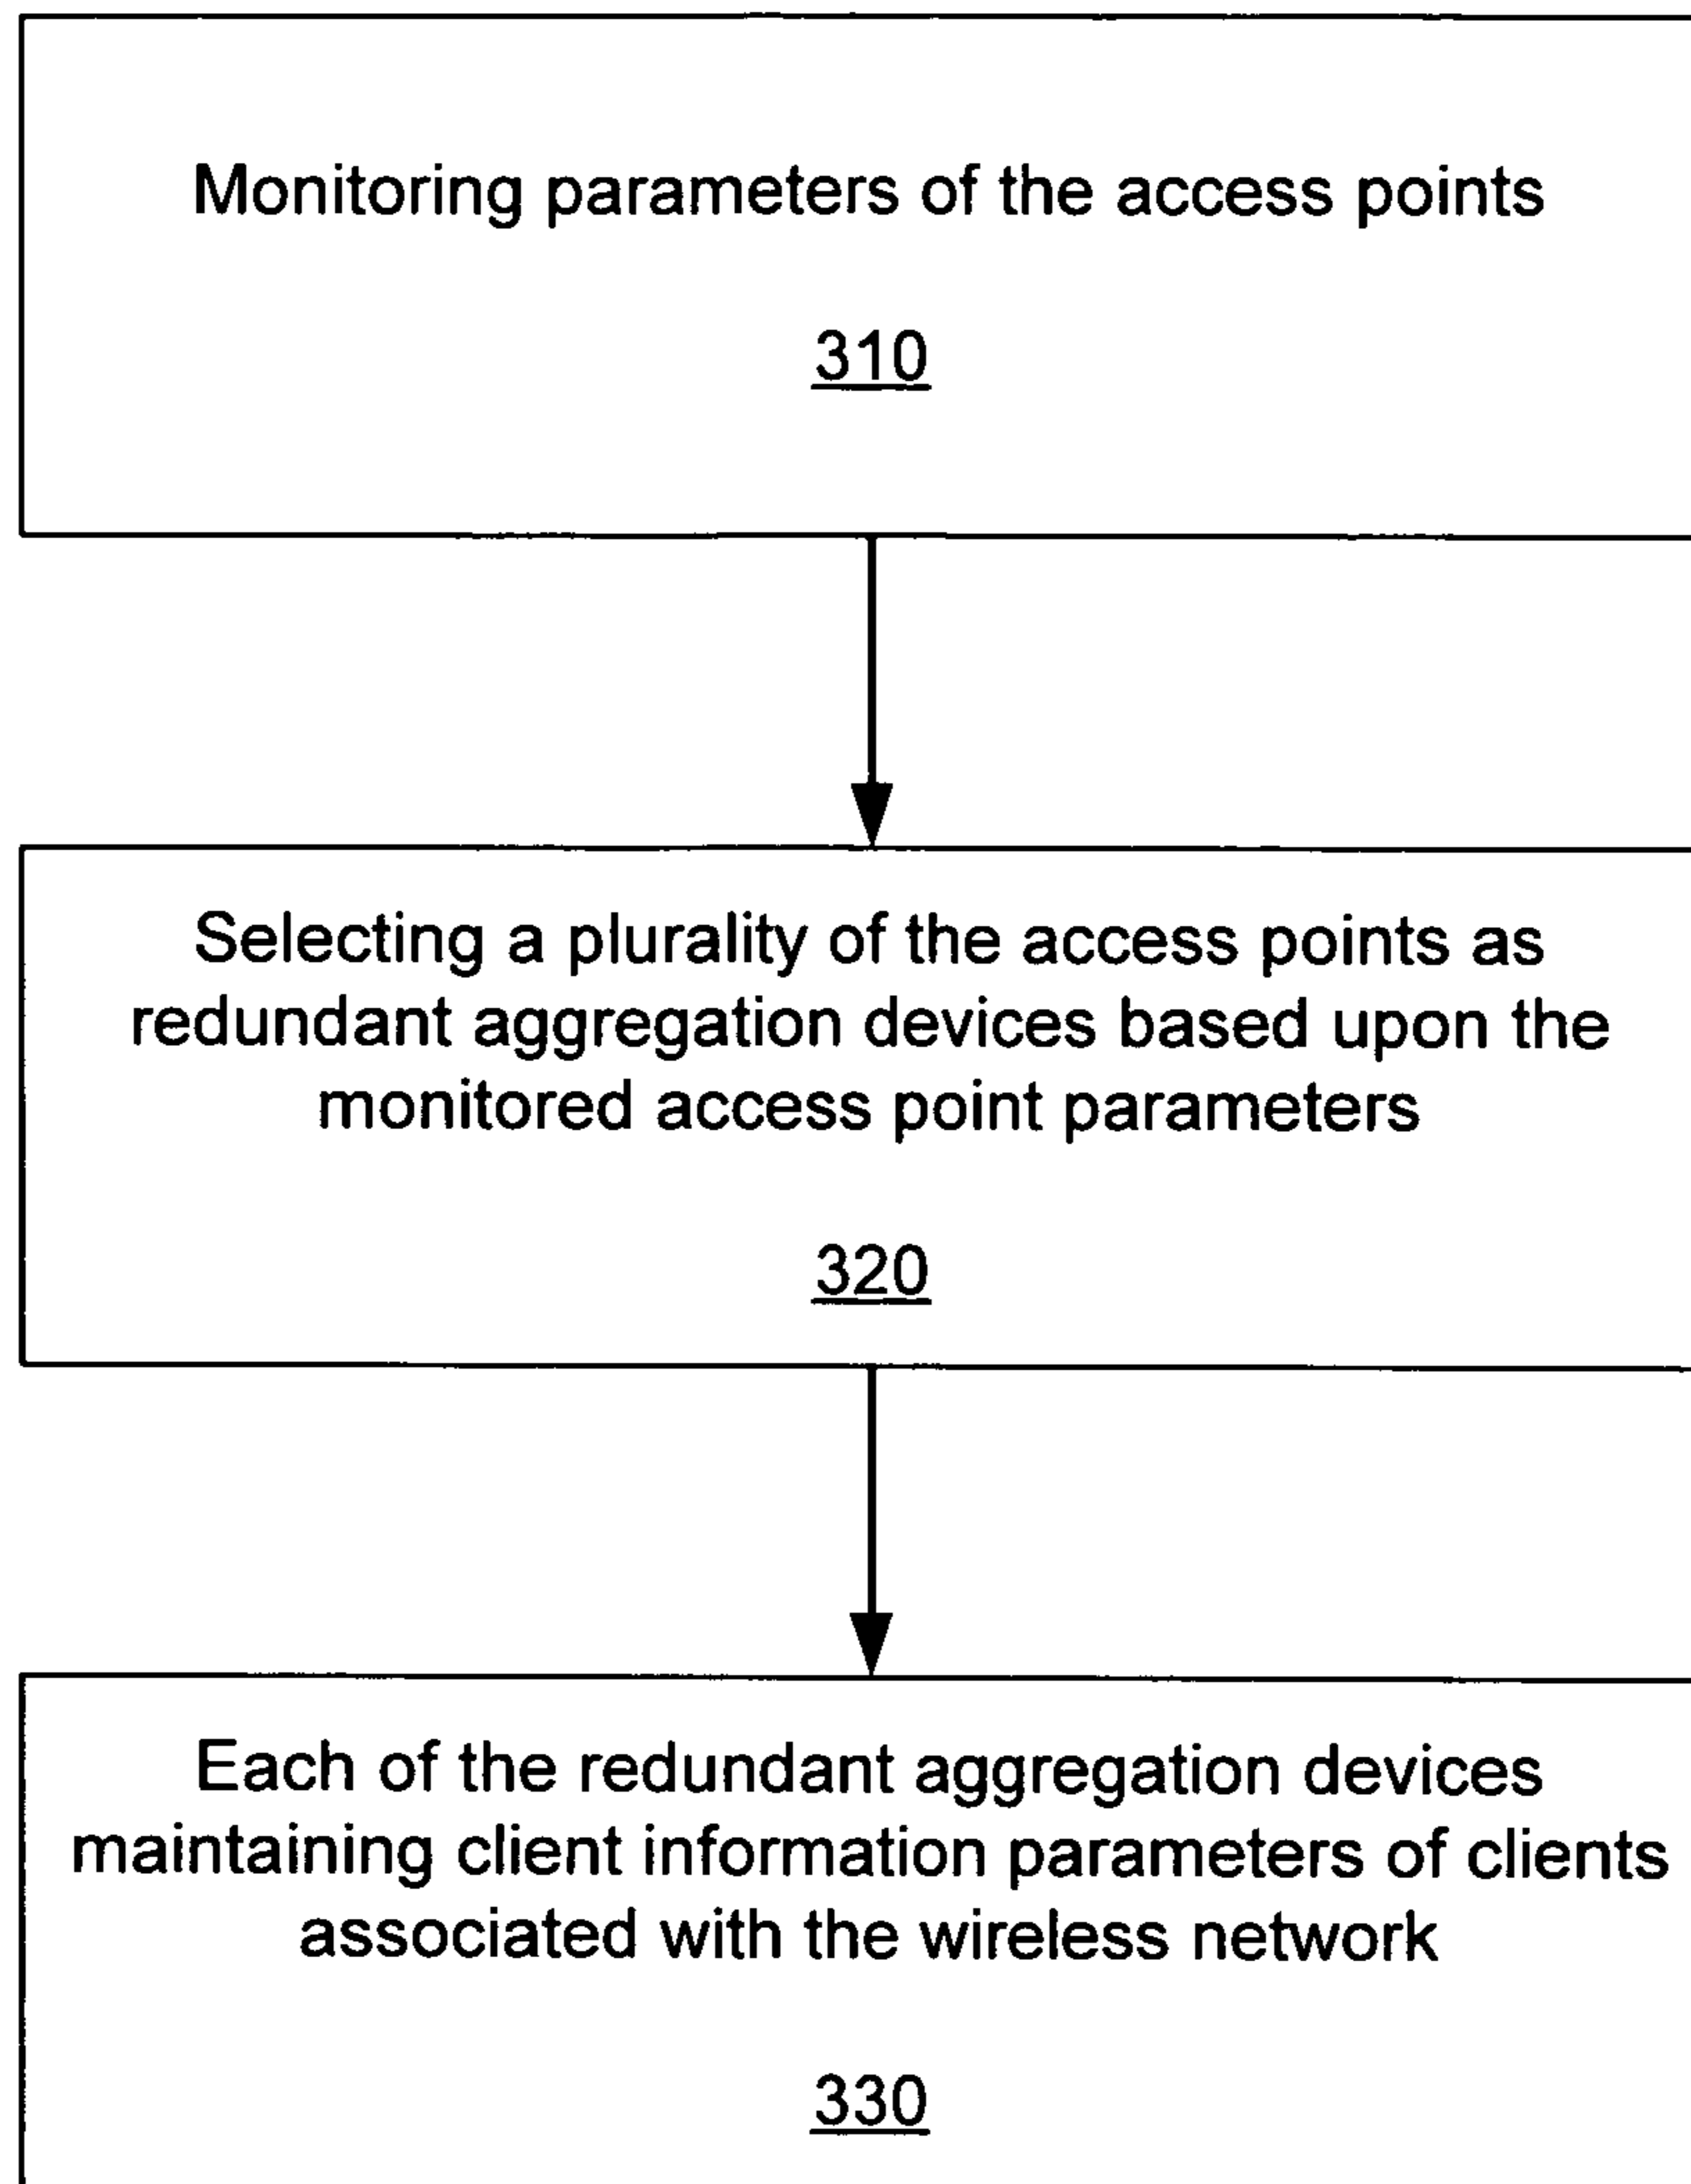 Monitoring parameters of the access points
310
Selecting a plurality of the access points as
redundant aggregation devices based upon the
monitored access point parameters
320
Each of the redundant aggregation devices
maintaining client information parameters of clients
associated with the wireless network
330